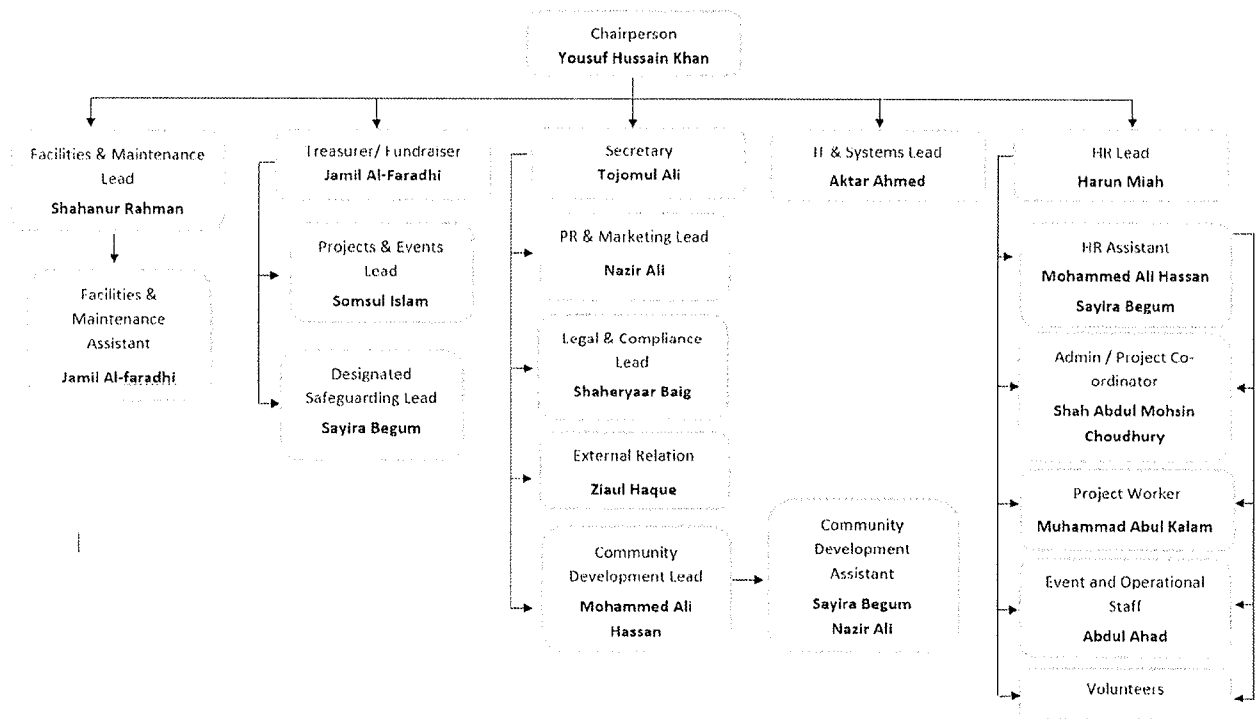 Chairperson
Yousuf Hussain Khan
Facilities & Maintenance
Lead
Shahanur Rahman
Treasurer/ Fundraiser
Jamil Al-Faradhi
Secretary
Tojomul Ali
IT & Systems Lead
Aktar Ahmed
HR Lead
Harun Miah
Facilities &
Maintenance
Assistant
Jamil Al-faradhi
Projects & Events
Lead
Somsul Islam
Designated
Safeguarding Lead
Sayira Begum
PR & Marketing Lead
Nazir Ali
Legal & Compliance
Lead
Shaheryaar Baig
External Relation
Ziaul Haque
Community
Development Lead
Mohammed Ali
Hassan
Community
Development
Assistant
Sayira Begum
Nazir Ali
HR Assistant
Mohammed Ali Hassan
Sayira Begum
Admin / Project Co-
ordinator
Shah Abdul Mohsin
Choudhury
Project Worker
Muhammad Abul Kalam
Event and Operational
Staff
Abdul Ahad
Volunteers